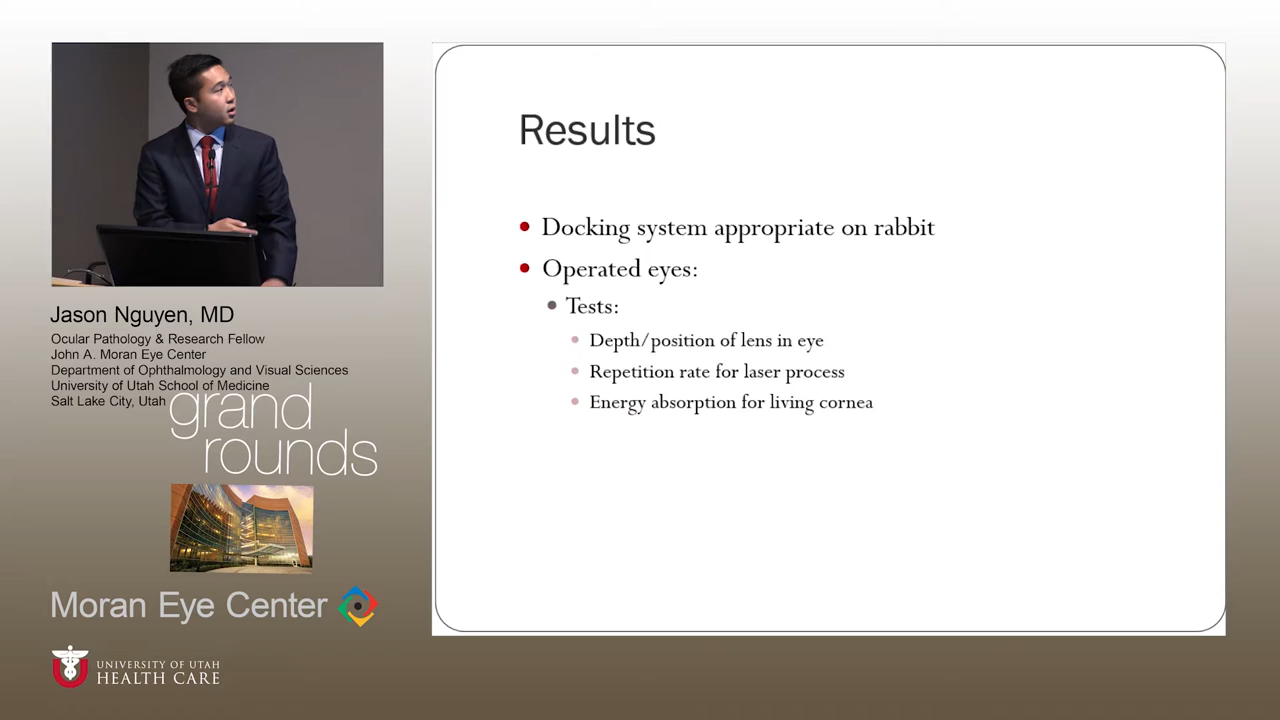 Results
Docking system appropriate on rabbit
Operated eyes:
Tests:
Depth/position of lens in eye
Repetition rate for laser process
Energy absorption for living cornea
Jason Nguyen, MD
Ocular Pathology & Research Fellow
John A. Moran Eye Center
Department of Ophthalmology and Visual Sciences
University of Utah School of Medicine
Salt Lake City, Utah
grand
rounds
Moran Eye Center
UNIVERSITY OF UTAH
HEALTH CARE